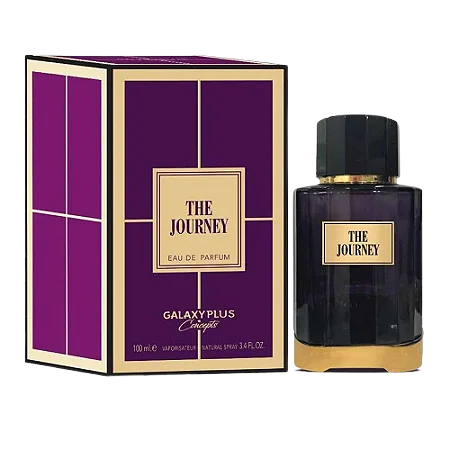 THE
JOURNEY
EAU DE PARFUM
GALAXY PLUS
Concepts
100 ml.e VAPORISATEUR - NATURAL SPRAY 3.4 FL.OZ.
THE
JOURNEY